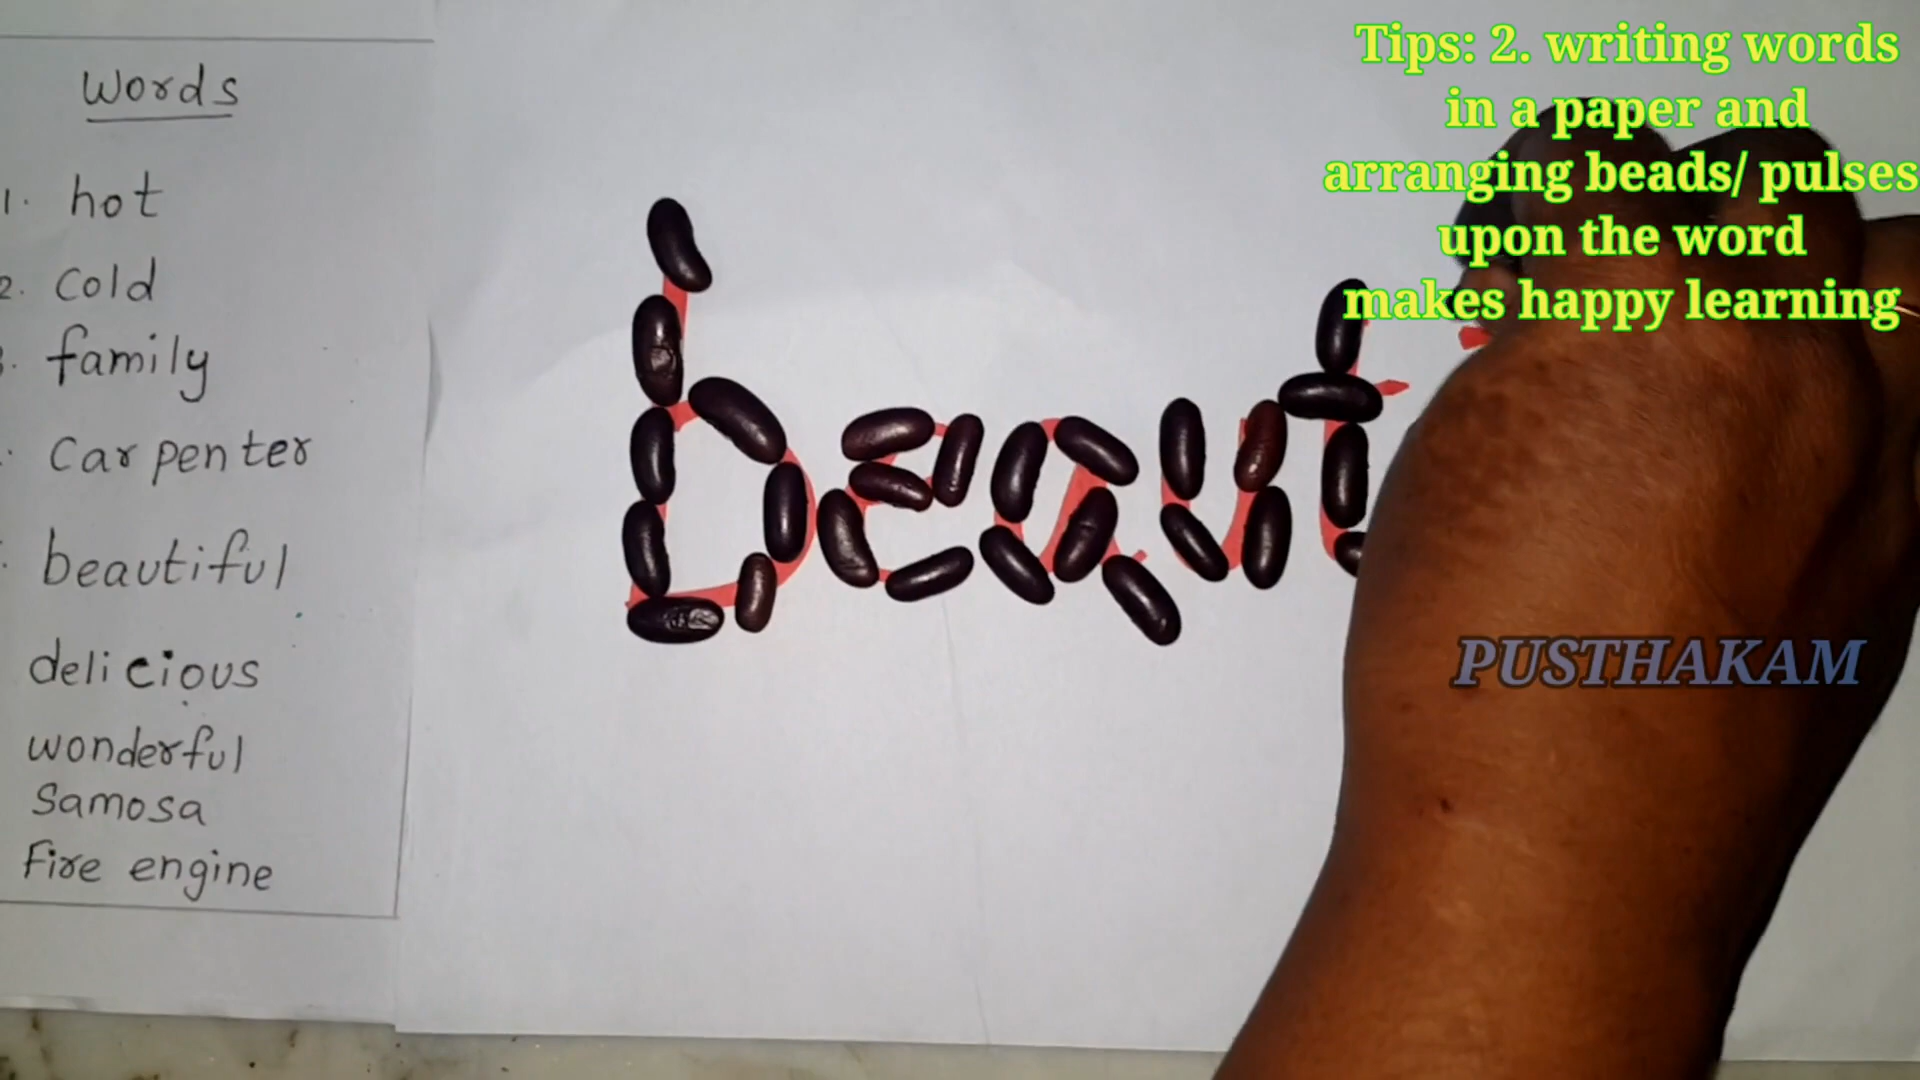 Words
1. hot
2. cold
3. family
Carpenter
beautiful
delicious
wonderful
Samosa
Fire engine
beaut
Tips: 2. writing words
in a paper and
arranging beads/ pulses
upon the word
makes happy learning
PUSTHAKAM